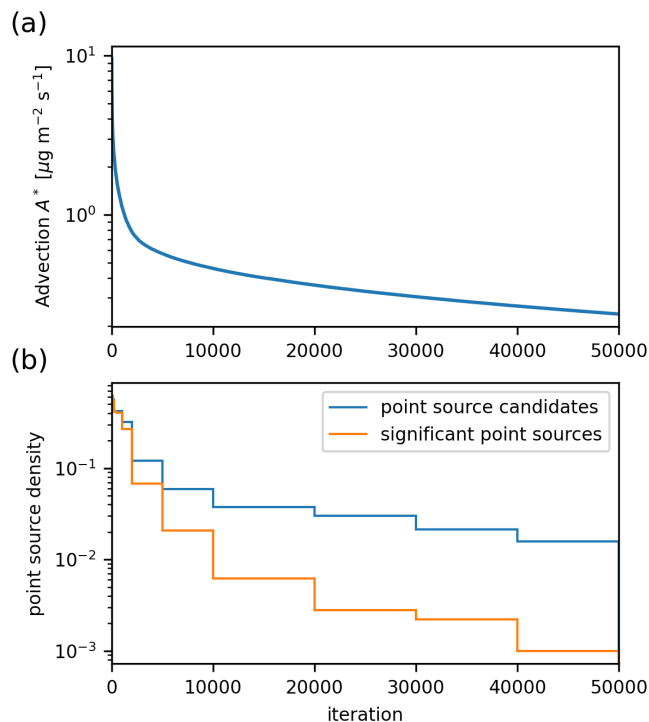 (a)
Advection A* [μg m⁻² s⁻¹]
10¹
10⁰
0 10000 20000 30000 40000 50000
(b)
point source density
10⁻¹
10⁻²
10⁻³
point source candidates
significant point sources
0 10000 20000 30000 40000 50000
iteration